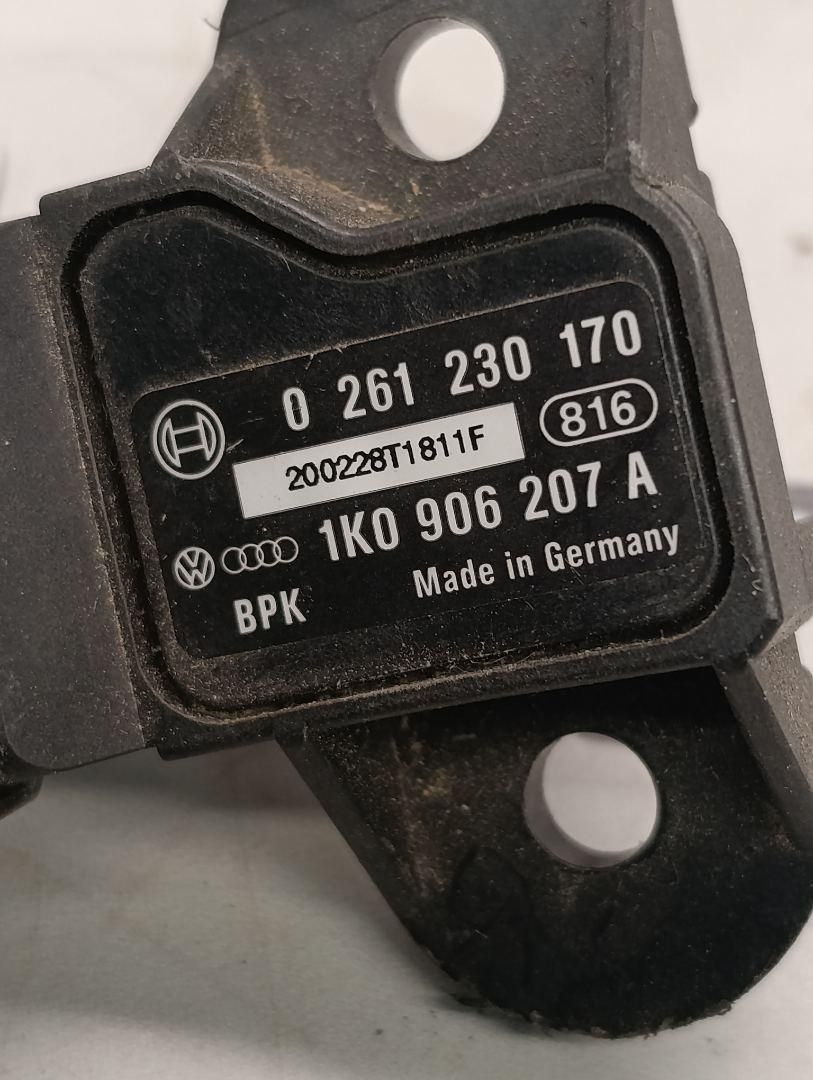 0 261 230 170
200228T1811F
816
1K0 906 207 A
Made in Germany
BPK